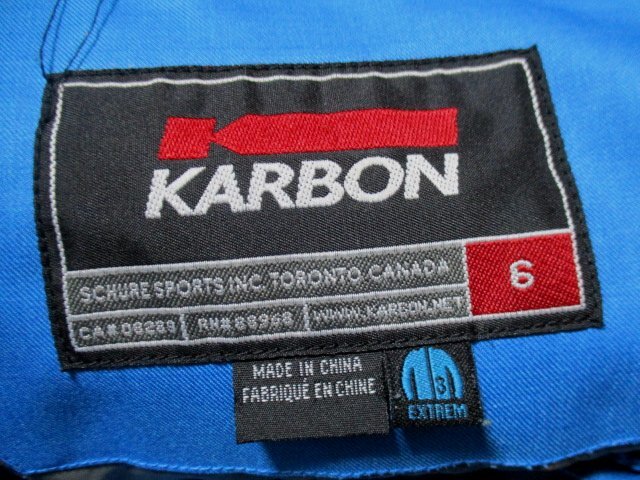 KARBON
SCHURE SPORTS INC. TORONTO CANADA
6
CA# 08289 RN# 86968 WWW.KARBON.NET
MADE IN CHINA
FABRIQUÉ EN CHINE
3
EXTREM